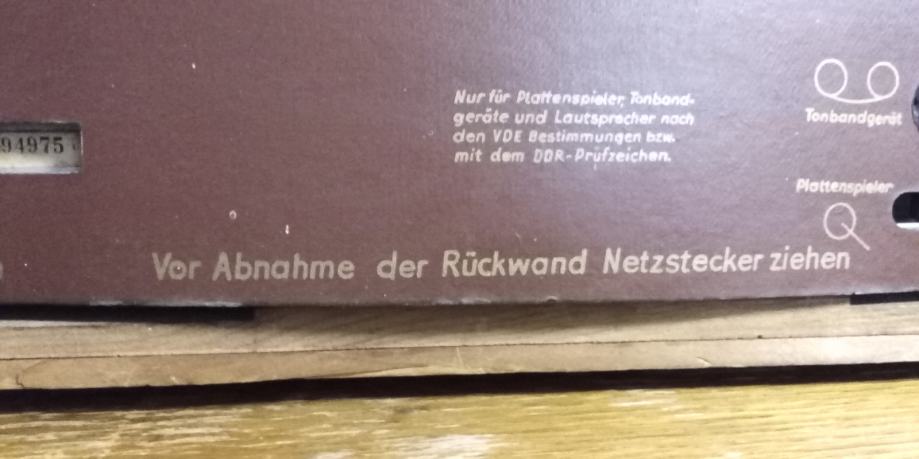 Nur für Plattenspieler, Tonband-
geräte und Lautsprecher nach
den VDE Bestimmungen bzw.
mit dem DDR-Prüfzeichen.
Tonbandgerät
94975
Plattenspieler
Vor Abnahme der Rückwand Netzstecker ziehen